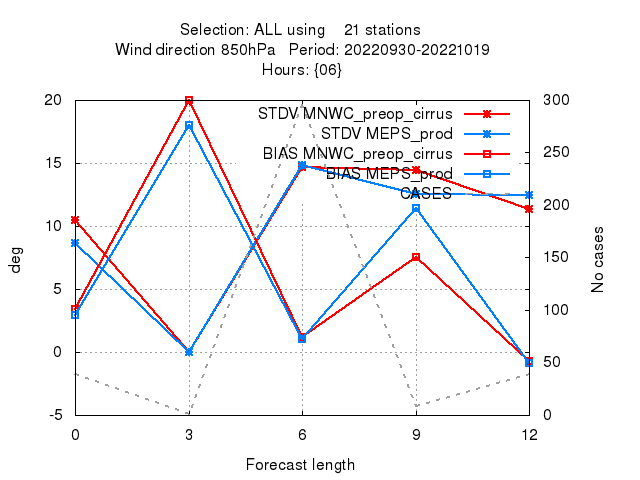 Selection: ALL using 21 stations
Wind direction 850hPa Period: 20220930-20221019
Hours: {06}
STDV MNWC_preop_cirrus
STDV MEPS_prod
BIAS MNWC_preop_cirrus
BIAS MEPS_prod
CASES
20
15
10
5
0
-5
deg
300
250
200
150
100
50
0
No cases
0 3 6 9 12
Forecast length